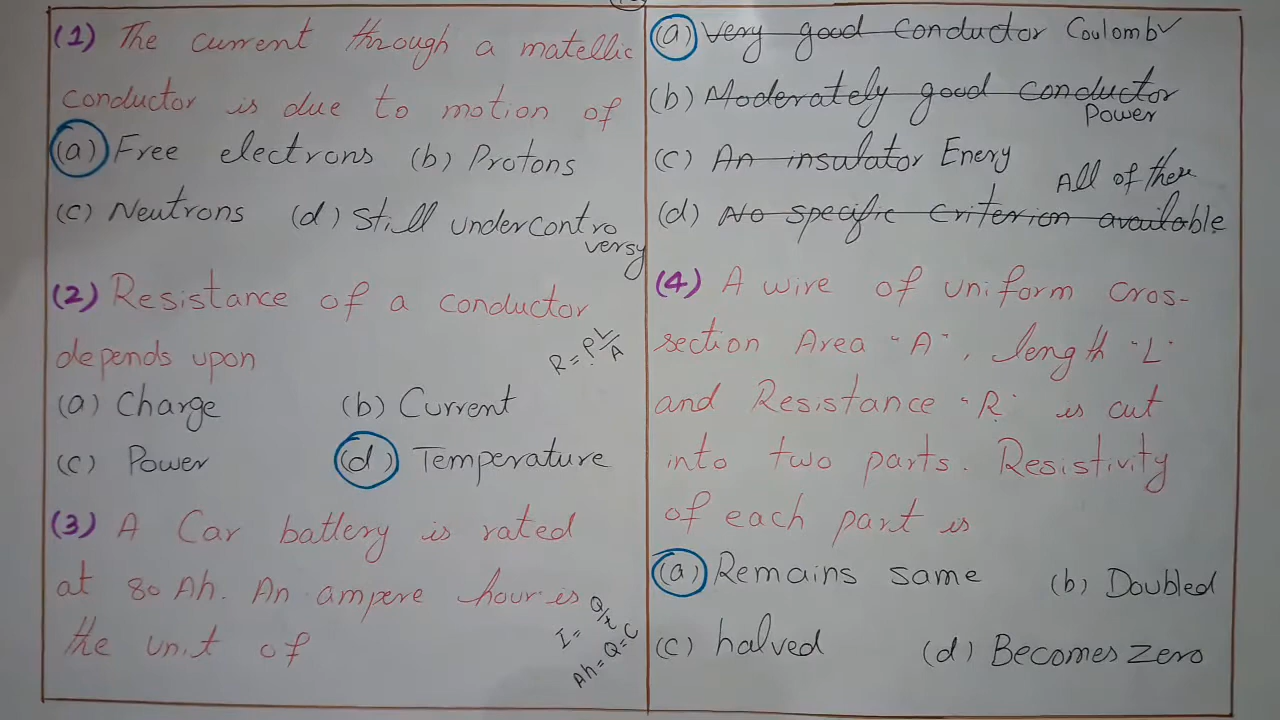 (1) The current through a matellic
conductor is due to motion of
(a) Free electrons (b) Protons
(c) Neutrons (d) Still undercontro
versy
(2) Resistance of a conductor
depends upon
R = ρL/A
(a) Charge (b) Current
(c) Power (d) Temperature
(3) A Car battery is rated
at 80 Ah. An ampere hour is
the unit of
I = Q/t
Ah = Q = C
(a) Very good conductor Coulomb
(b) Moderately good conductor
Power
(c) An insulator Enery
All of these
(d) No specific criterion available
(4) A wire of uniform cros-
section Area "A", length "L"
and Resistance "R" is cut
into two parts. Resistivity
of each part is
(a) Remains same (b) Doubled
(c) halved (d) Becomes zero